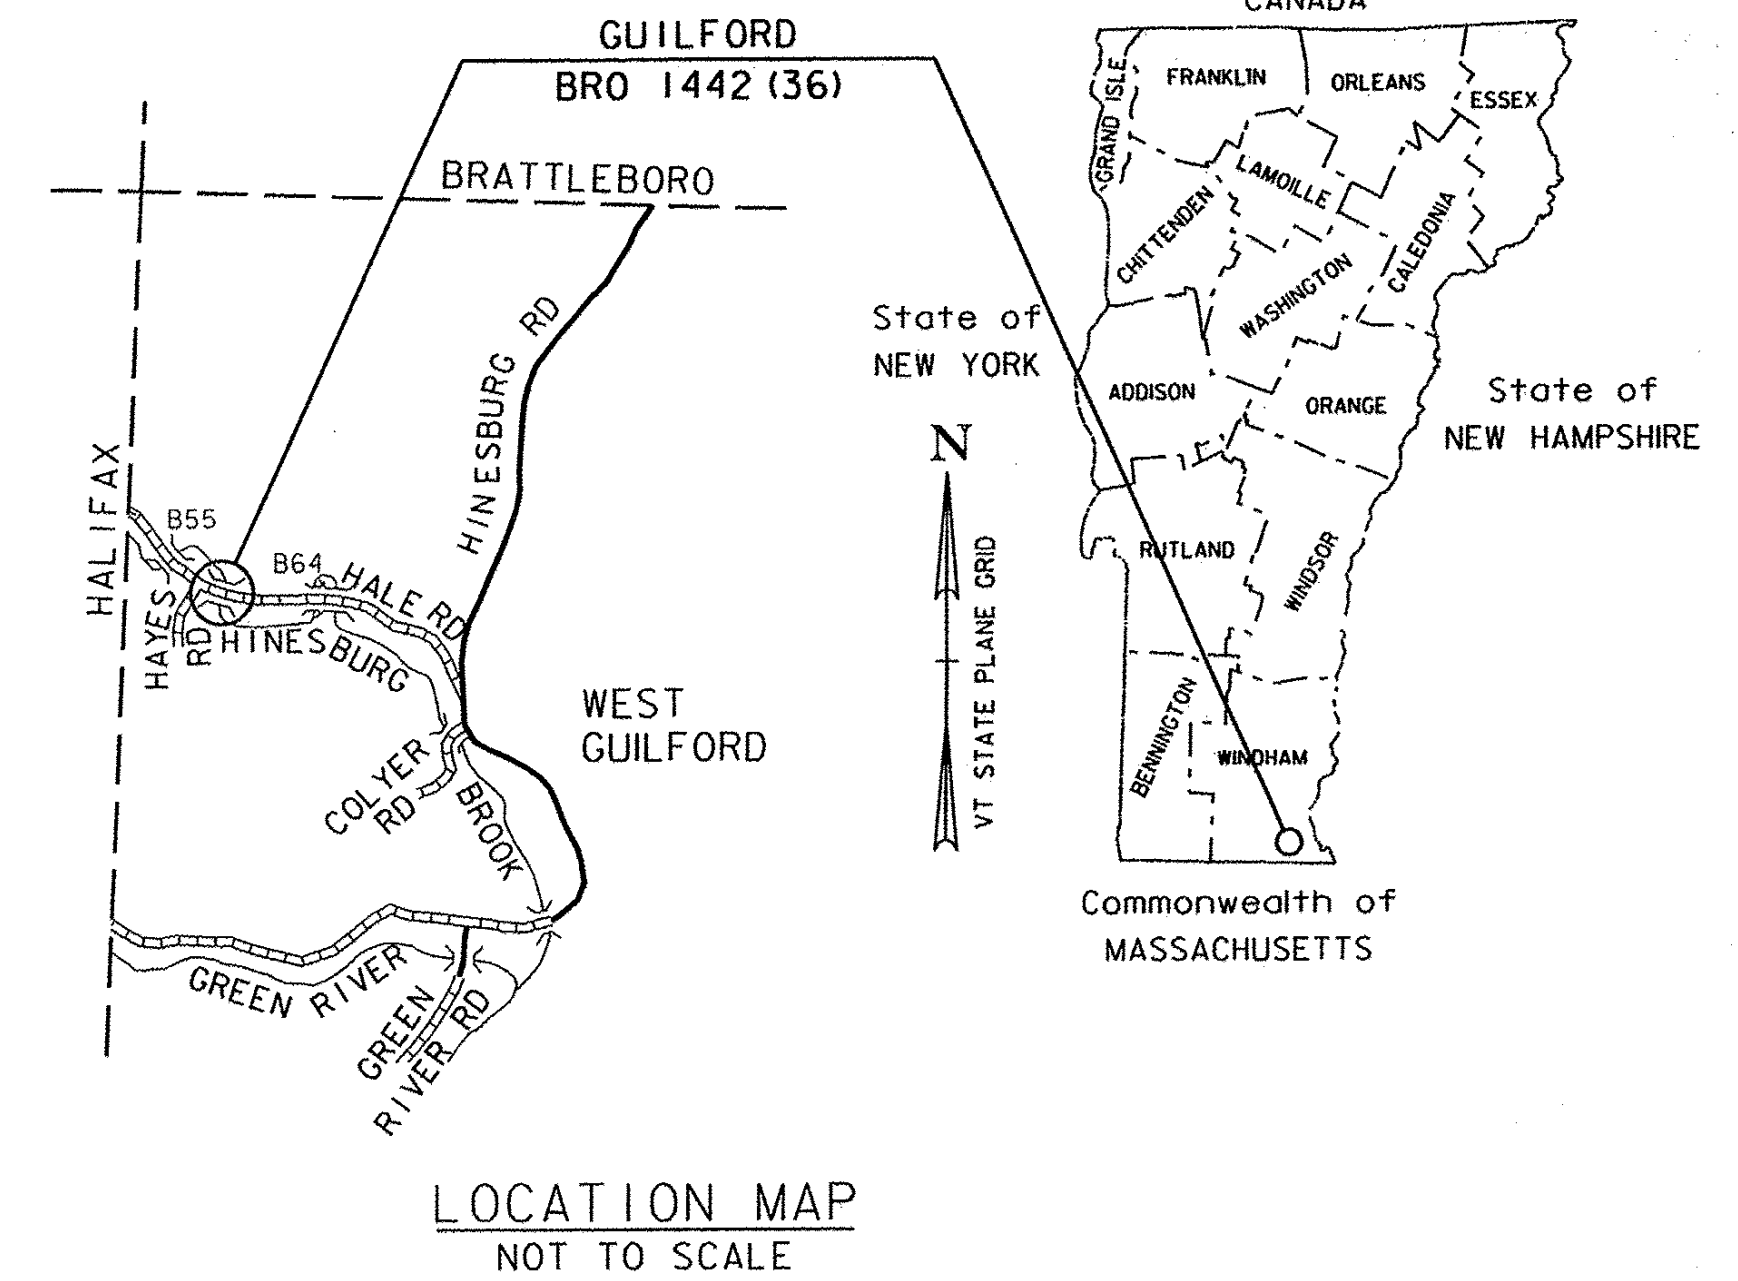 CANADA
GUILFORD
BRO 1442 (36)
BRATTLEBORO
HINESBURG RD
HALIFAX
B55
B64
HALE RD
HAYES
RD
HINESBURG
BROOK
WEST
GUILFORD
COLYER
RD
GREEN RIVER
GREEN
RIVER RD
LOCATION MAP
NOT TO SCALE
State of
NEW YORK
N
VT STATE PLANE GRID
GRAND ISLE
FRANKLIN
ORLEANS
ESSEX
LAMOILLE
CHITTENDEN
CALEDONIA
WASHINGTON
ADDISON
ORANGE
State of
NEW HAMPSHIRE
RUTLAND
WINDSOR
BENNINGTON
WINDHAM
Commonwealth of
MASSACHUSETTS